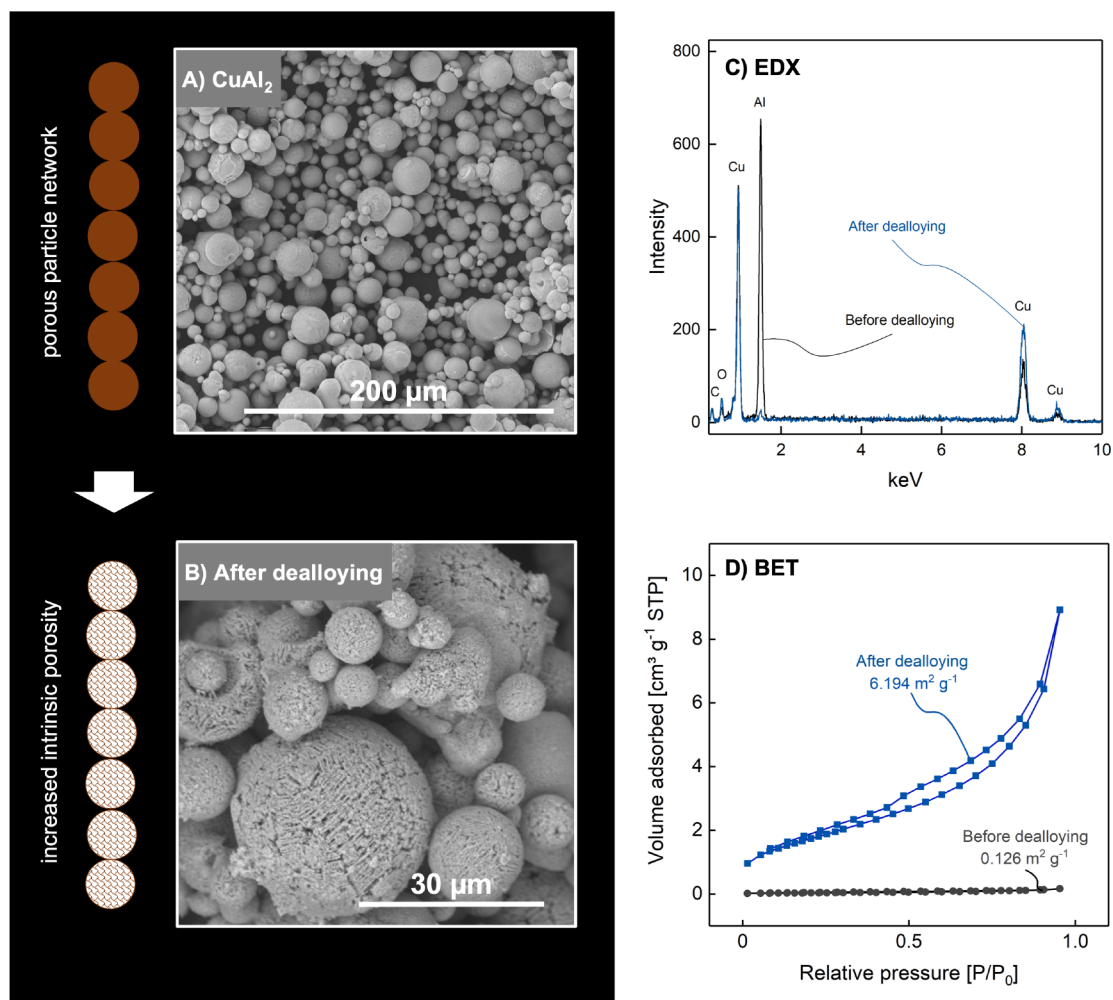 porous particle network
increased intrinsic porosity
A) CuAl₂
200 µm
B) After dealloying
30 µm
C) EDX
Intensity
800
600
400
200
0
Al
Cu
After dealloying
Before dealloying
Cu
O
C
Cu
2
4
6
8
10
keV
D) BET
Volume adsorbed [cm³ g⁻¹ STP]
10
8
6
4
2
0
After dealloying
6.194 m² g⁻¹
Before dealloying
0.126 m² g⁻¹
0
0.5
1.0
Relative pressure [P/P₀]